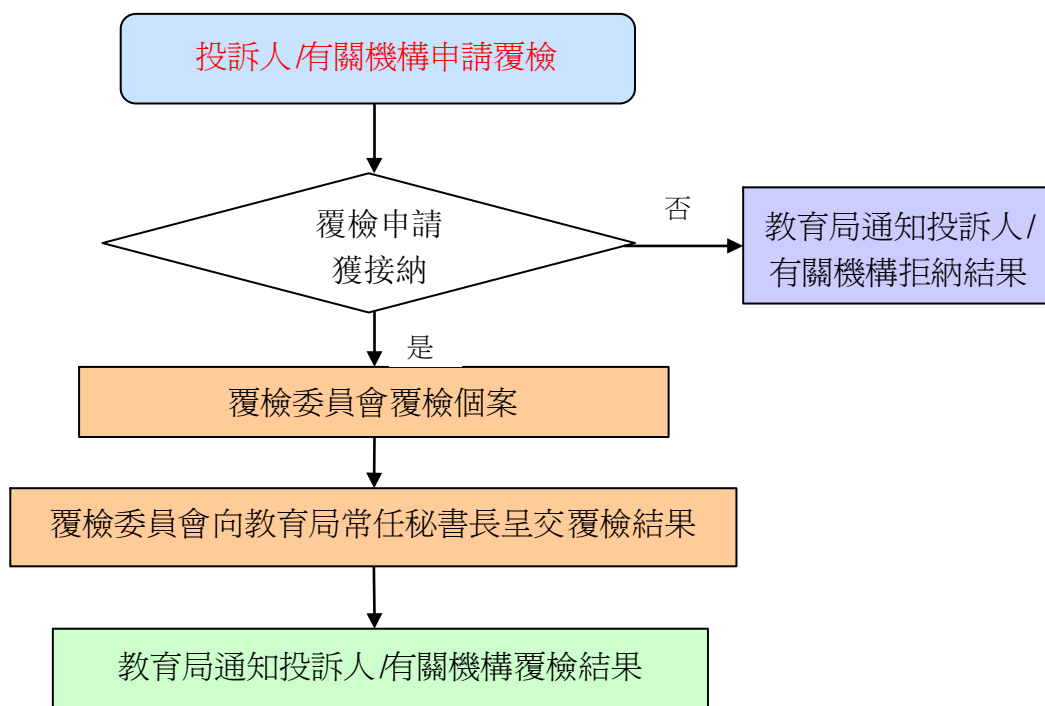 投訴人/有關機構申請覆檢
覆檢申請
獲接納
否
教育局通知投訴人/
有關機構拒納結果
是
覆檢委員會覆檢個案
覆檢委員會向教育局常任秘書長呈交覆檢結果
教育局通知投訴人/有關機構覆檢結果